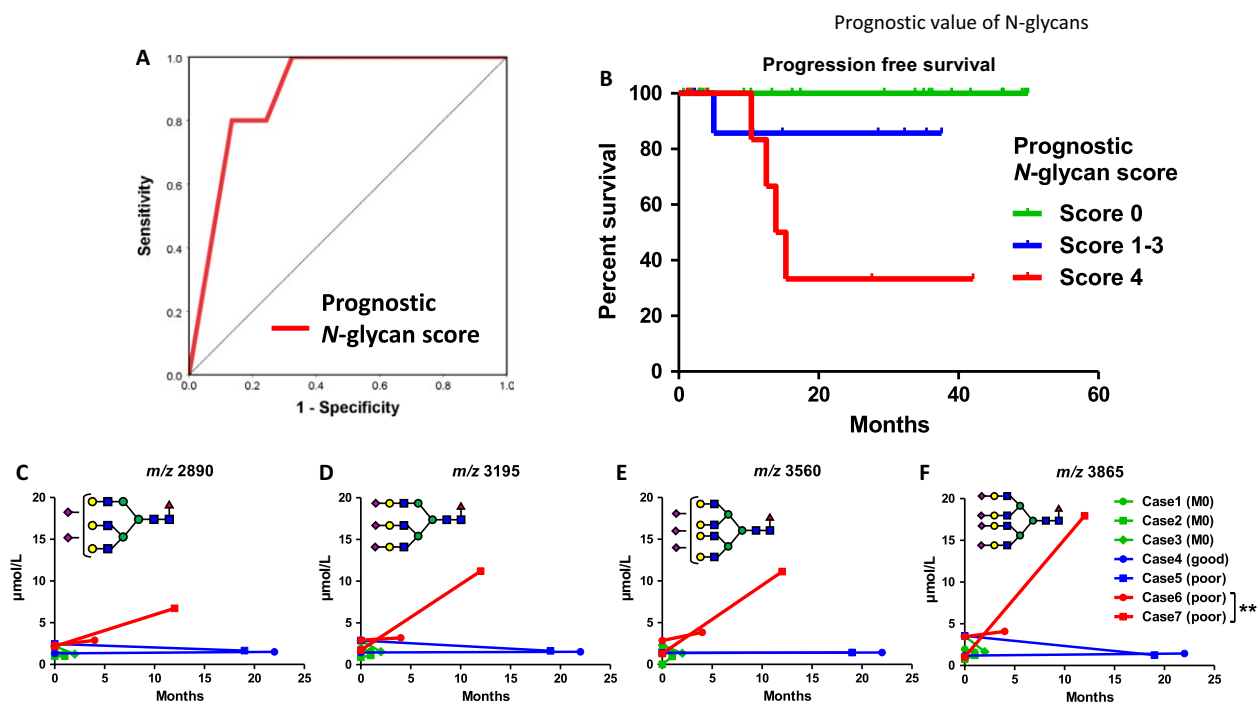 Prognostic value of N-glycans
A
1.0
0.8
0.6
0.4
0.2
0.0
0.0
0.2
0.4
0.6
0.8
1.0
Sensitivity
1 - Specificity
Prognostic
N-glycan score
B
Progression free survival
100
80
60
40
20
0
0
20
40
60
Percent survival
Months
Prognostic
N-glycan score
Score 0
Score 1-3
Score 4
C
m/z 2890
20
15
10
5
0
0
5
10
15
20
25
µmol/L
Months
D
m/z 3195
20
15
10
5
0
0
5
10
15
20
25
µmol/L
Months
E
m/z 3560
20
15
10
5
0
0
5
10
15
20
25
µmol/L
Months
F
m/z 3865
20
15
10
5
0
0
5
10
15
20
25
µmol/L
Months
Case1 (M0)
Case2 (M0)
Case3 (M0)
Case4 (good)
Case5 (poor)
Case6 (poor)
Case7 (poor)
**